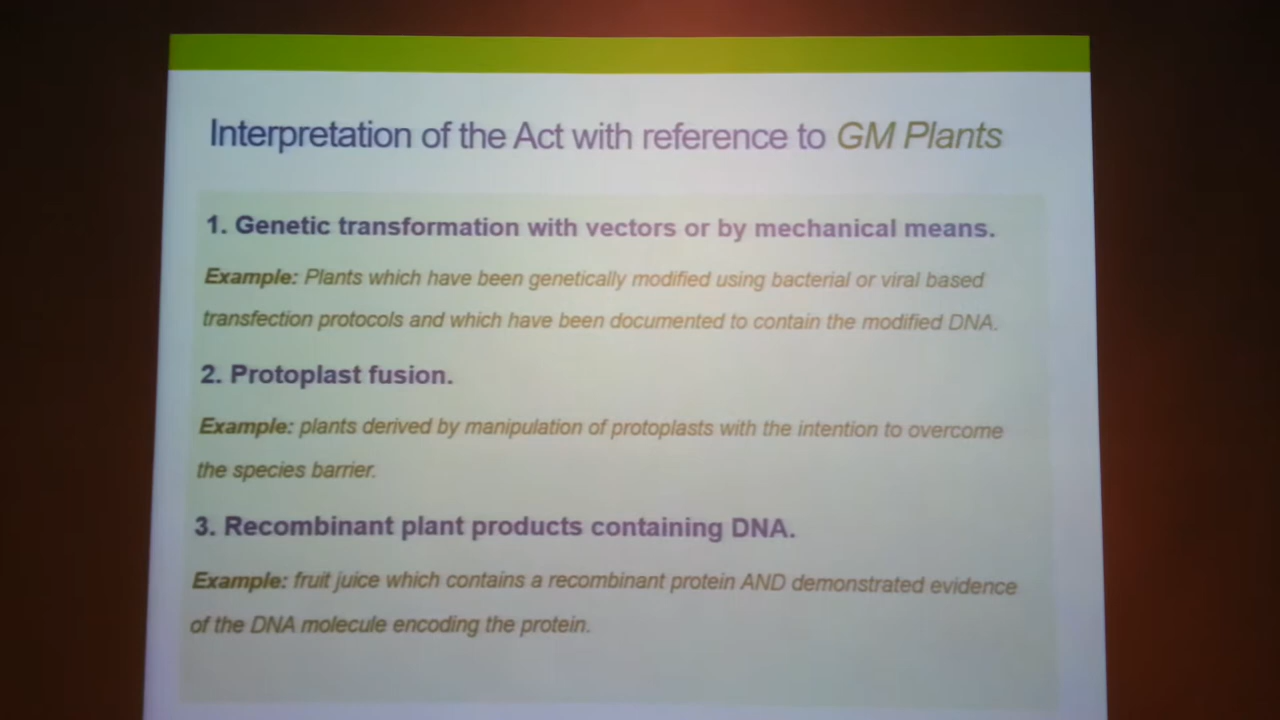 Interpretation of the Act with reference to GM Plants
1. Genetic transformation with vectors or by mechanical means.
Example: Plants which have been genetically modified using bacterial or viral based
transfection protocols and which have been documented to contain the modified DNA.
2. Protoplast fusion.
Example: plants derived by manipulation of protoplasts with the intention to overcome
the species barrier.
3. Recombinant plant products containing DNA.
Example: fruit juice which contains a recombinant protein AND demonstrated evidence
of the DNA molecule encoding the protein.